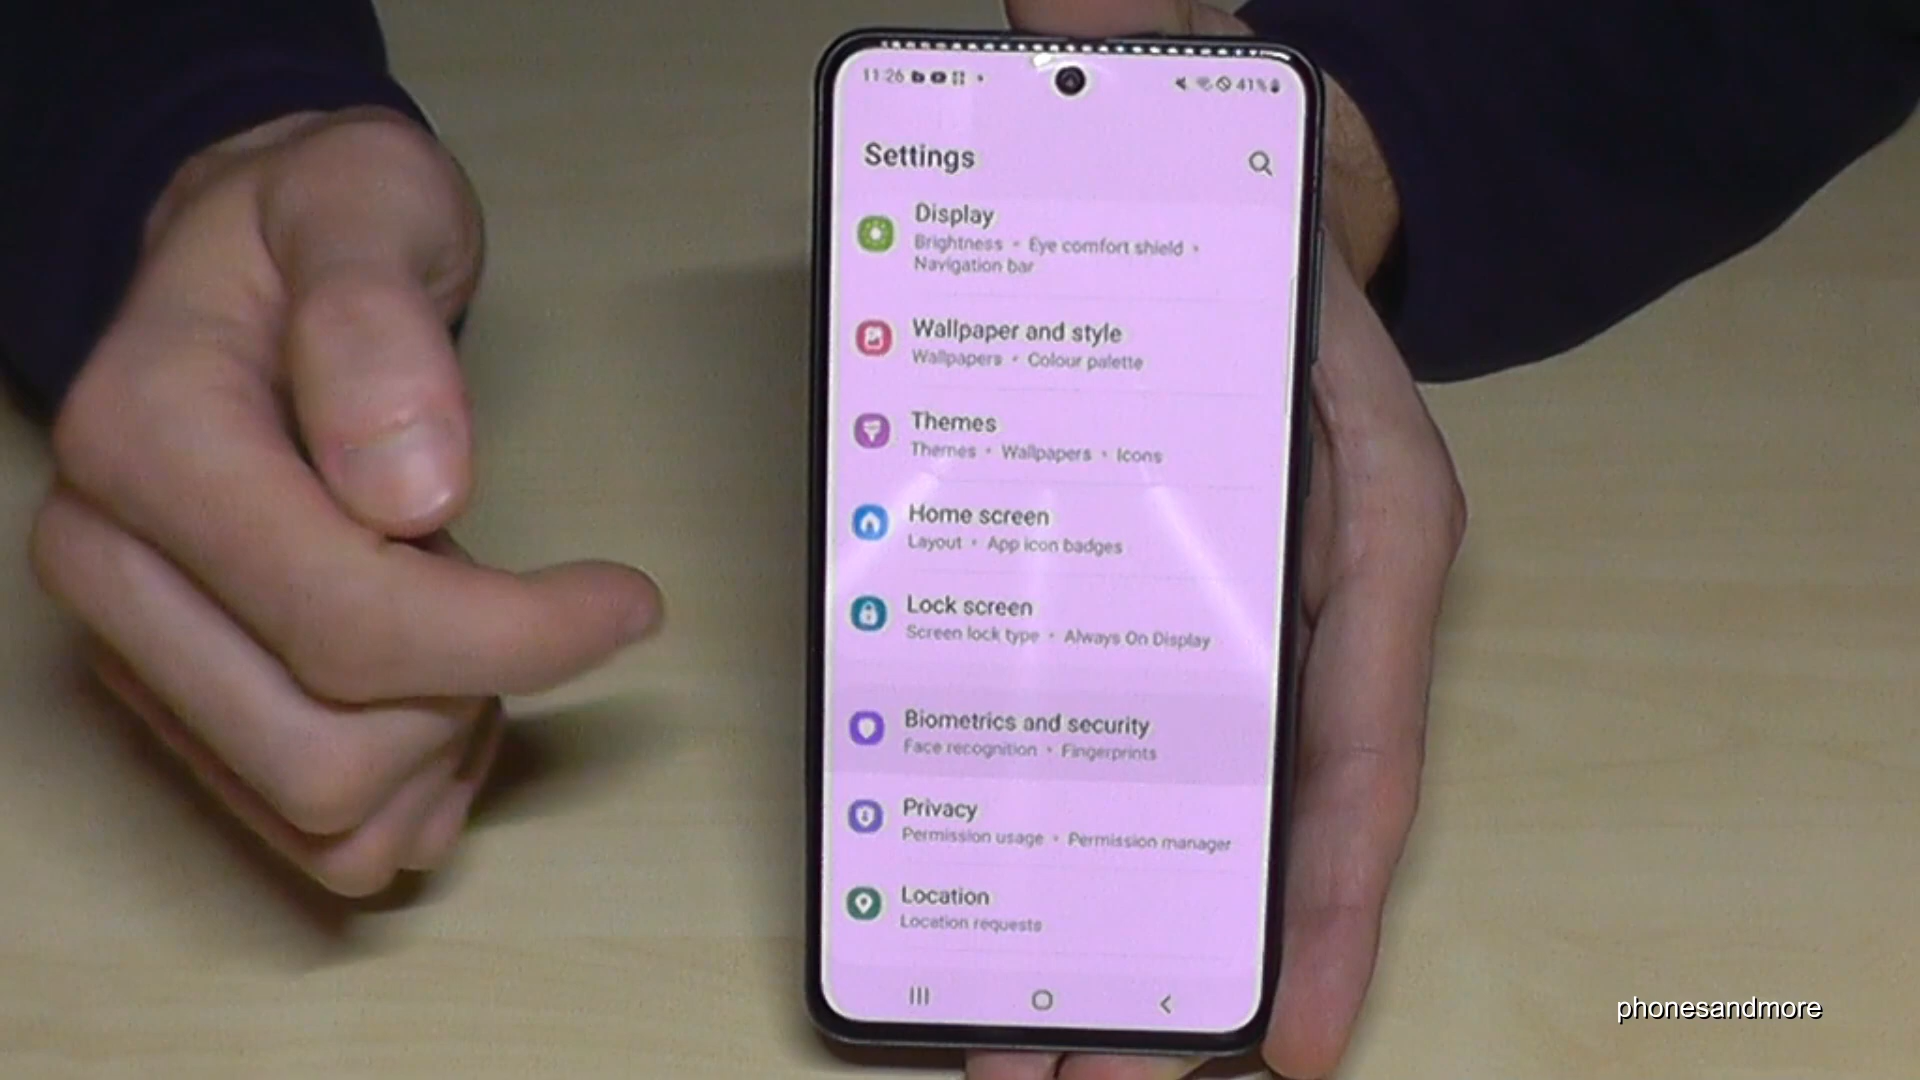 11:26
41%
Settings
Display
Brightness • Eye comfort shield •
Navigation bar
Wallpaper and style
Wallpapers • Colour palette
Themes
Themes • Wallpapers • Icons
Home screen
Layout • App icon badges
Lock screen
Screen lock type • Always On Display
Biometrics and security
Face recognition • Fingerprints
Privacy
Permission usage • Permission manager
Location
Location requests
phonesandmore